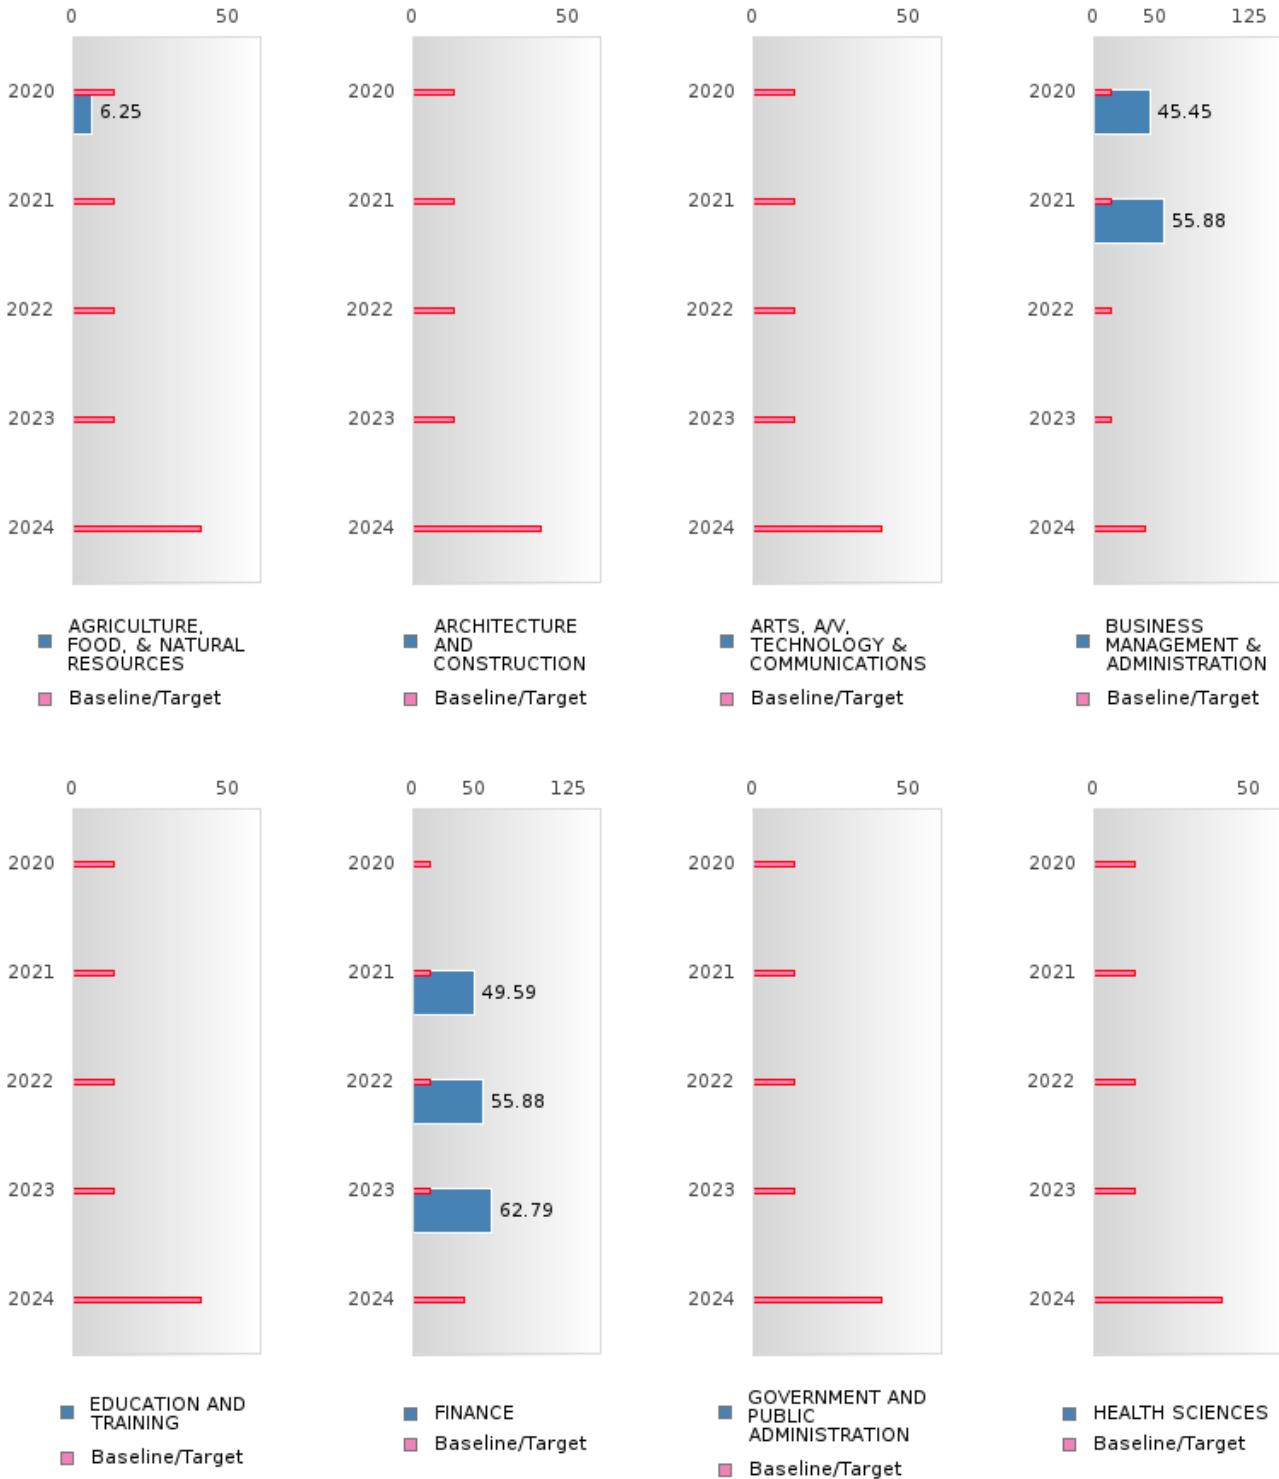 0 50
2020
6.25
2021
2022
2023
2024
AGRICULTURE,
FOOD, & NATURAL
RESOURCES
Baseline/Target
0 50
2020
2021
2022
2023
2024
ARCHITECTURE
AND
CONSTRUCTION
Baseline/Target
0 50
2020
2021
2022
2023
2024
ARTS, A/V,
TECHNOLOGY &
COMMUNICATIONS
Baseline/Target
0 50 125
2020
45.45
2021
55.88
2022
2023
2024
BUSINESS
MANAGEMENT &
ADMINISTRATION
Baseline/Target
0 50
2020
2021
2022
2023
2024
EDUCATION AND
TRAINING
Baseline/Target
0 50 125
2020
2021
49.59
2022
55.88
2023
62.79
2024
FINANCE
Baseline/Target
0 50
2020
2021
2022
2023
2024
GOVERNMENT AND
PUBLIC
ADMINISTRATION
Baseline/Target
0 50
2020
2021
2022
2023
2024
HEALTH SCIENCES
Baseline/Target